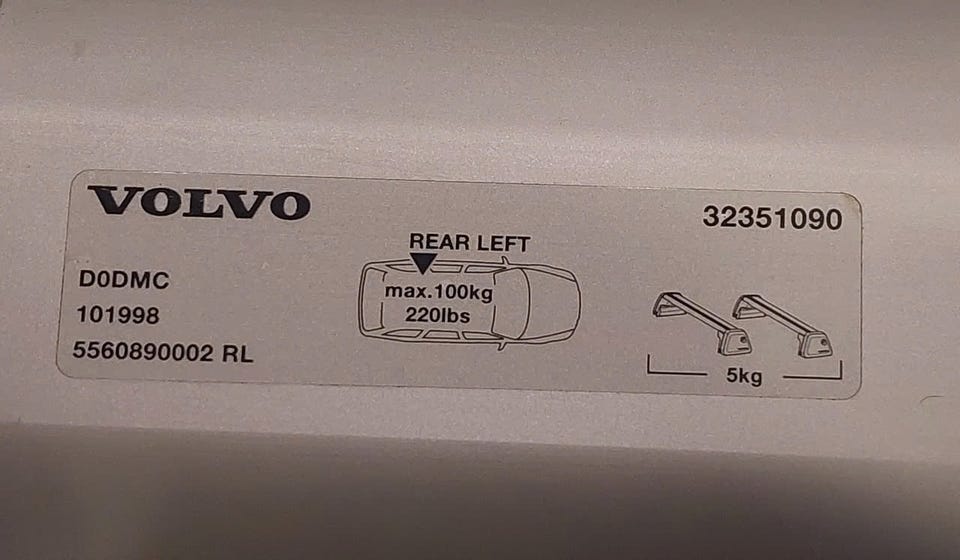 VOLVO
32351090
REAR LEFT
D0DMC
101998
5560890002 RL
max.100kg
220lbs
5kg